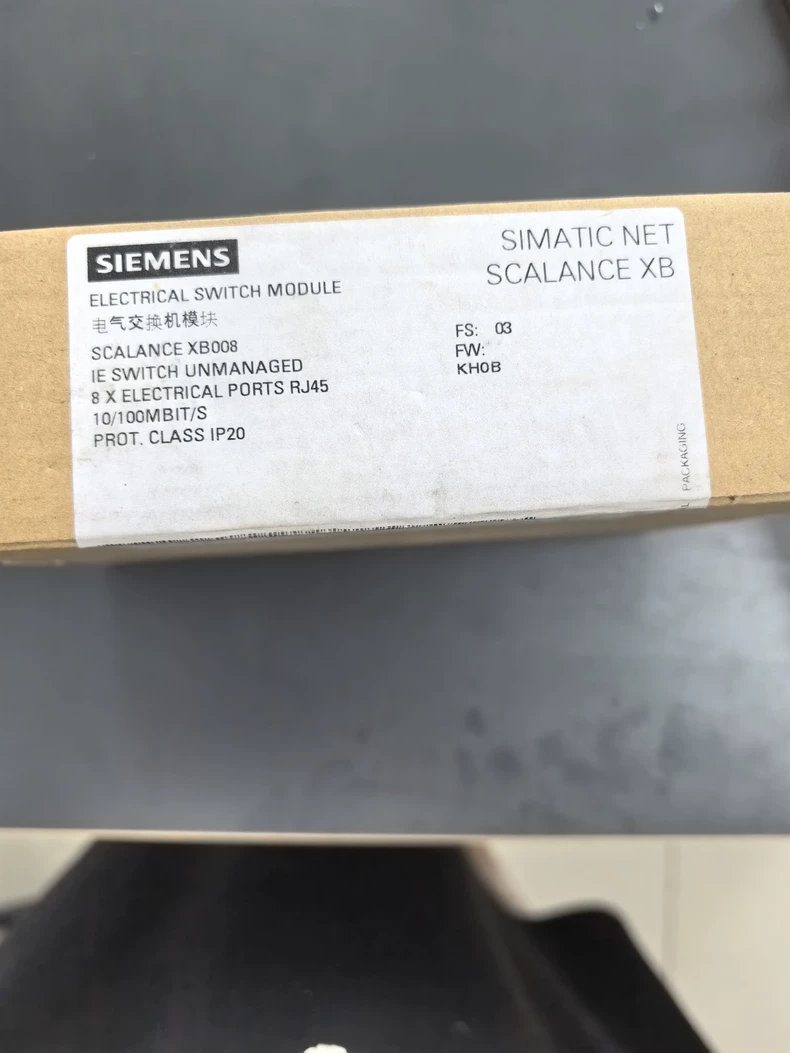 SIEMENS
SIMATIC NET
SCALANCE XB
ELECTRICAL SWITCH MODULE
电气交换机模块
SCALANCE XB008
IE SWITCH UNMANAGED
8 X ELECTRICAL PORTS RJ45
10/100MBIT/S
PROT. CLASS IP20
FS: 03
FW:
KH0B
PACKAGING